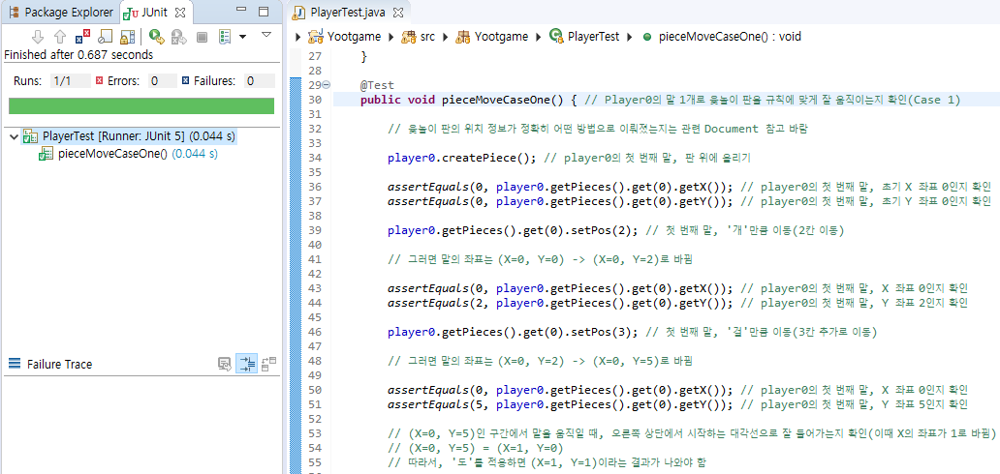 Package Explorer
JUnit
Finished after 0.687 seconds
Runs: 1/1
Errors: 0
Failures: 0
PlayerTest [Runner: JUnit 5] (0.044 s)
pieceMoveCaseOne() (0.044 s)
Failure Trace
PlayerTest.java
Yootgame
src
Yootgame
PlayerTest
pieceMoveCaseOne() : void
27 }
28
29 @Test
30 public void pieceMoveCaseOne() { // Player0의 말 1개로 윷놀이 판을 규칙에 맞게 잘 움직이는지 확인(Case 1)
31
32 // 윷놀이 판의 위치 정보가 정확히 어떤 방법으로 이뤄졌는지는 관련 Document 참고 바람
33
34 player0.createPiece(); // player0의 첫 번째 말, 판 위에 올리기
35
36 assertEquals(0, player0.getPieces().get(0).getX()); // player0의 첫 번째 말, 초기 X 좌표 0인지 확인
37 assertEquals(0, player0.getPieces().get(0).getY()); // player0의 첫 번째 말, 초기 Y 좌표 0인지 확인
38
39 player0.getPieces().get(0).setPos(2); // 첫 번째 말, '개'만큼 이동(2칸 이동)
40
41 // 그러면 말의 좌표는 (X=0, Y=0) -> (X=0, Y=2)로 바뀜
42
43 assertEquals(0, player0.getPieces().get(0).getX()); // player0의 첫 번째 말, X 좌표 0인지 확인
44 assertEquals(2, player0.getPieces().get(0).getY()); // player0의 첫 번째 말, Y 좌표 2인지 확인
45
46 player0.getPieces().get(0).setPos(3); // 첫 번째 말, '걸'만큼 이동(3칸 추가로 이동)
47
48 // 그러면 말의 좌표는 (X=0, Y=2) -> (X=0, Y=5)로 바뀜
49
50 assertEquals(0, player0.getPieces().get(0).getX()); // player0의 첫 번째 말, X 좌표 0인지 확인
51 assertEquals(5, player0.getPieces().get(0).getY()); // player0의 첫 번째 말, Y 좌표 5인지 확인
52
53 // (X=0, Y=5)인 구간에서 말을 움직일 때, 오른쪽 상단에서 시작하는 대각선으로 잘 들어가는지 확인(이때 X의 좌표가 1로 바뀜)
54 // (X=0, Y=5) = (X=1, Y=0)
55 // 따라서, '도'를 적용하면 (X=1, Y=1)이라는 결과가 나와야 함